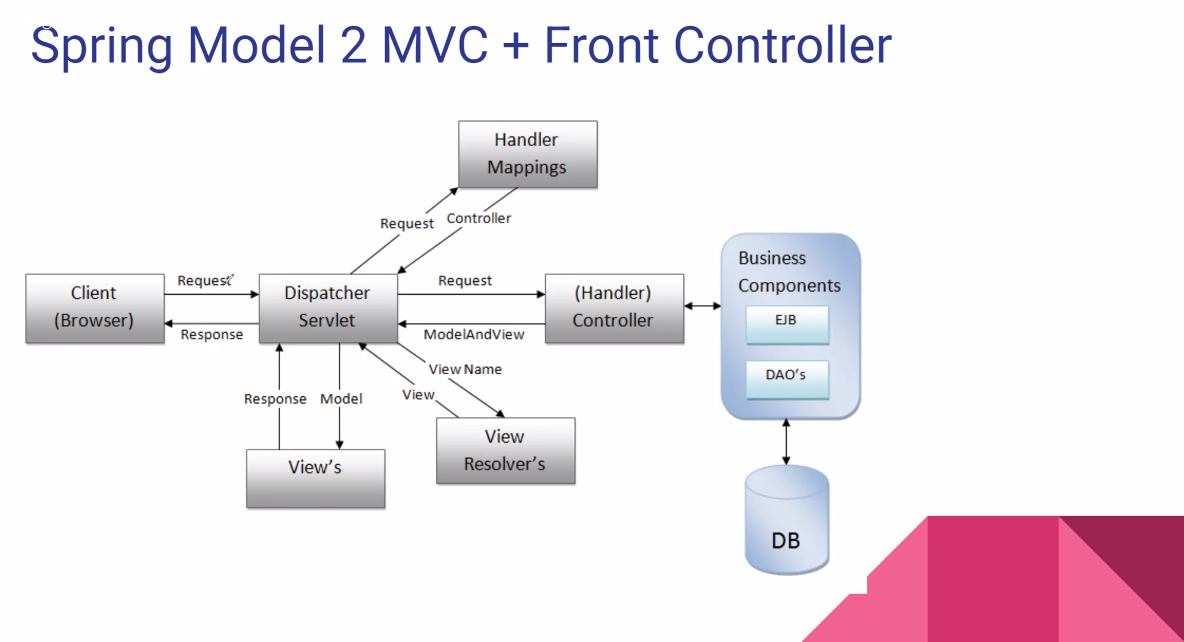 Spring Model 2 MVC + Front Controller
Handler
Mappings
Request
Controller
Business
Components
EJB
DAO's
Client
(Browser)
Request
Response
Dispatcher
Servlet
Request
ModelAndView
(Handler)
Controller
View Name
View
Response
Model
View
Resolver's
View's
DB